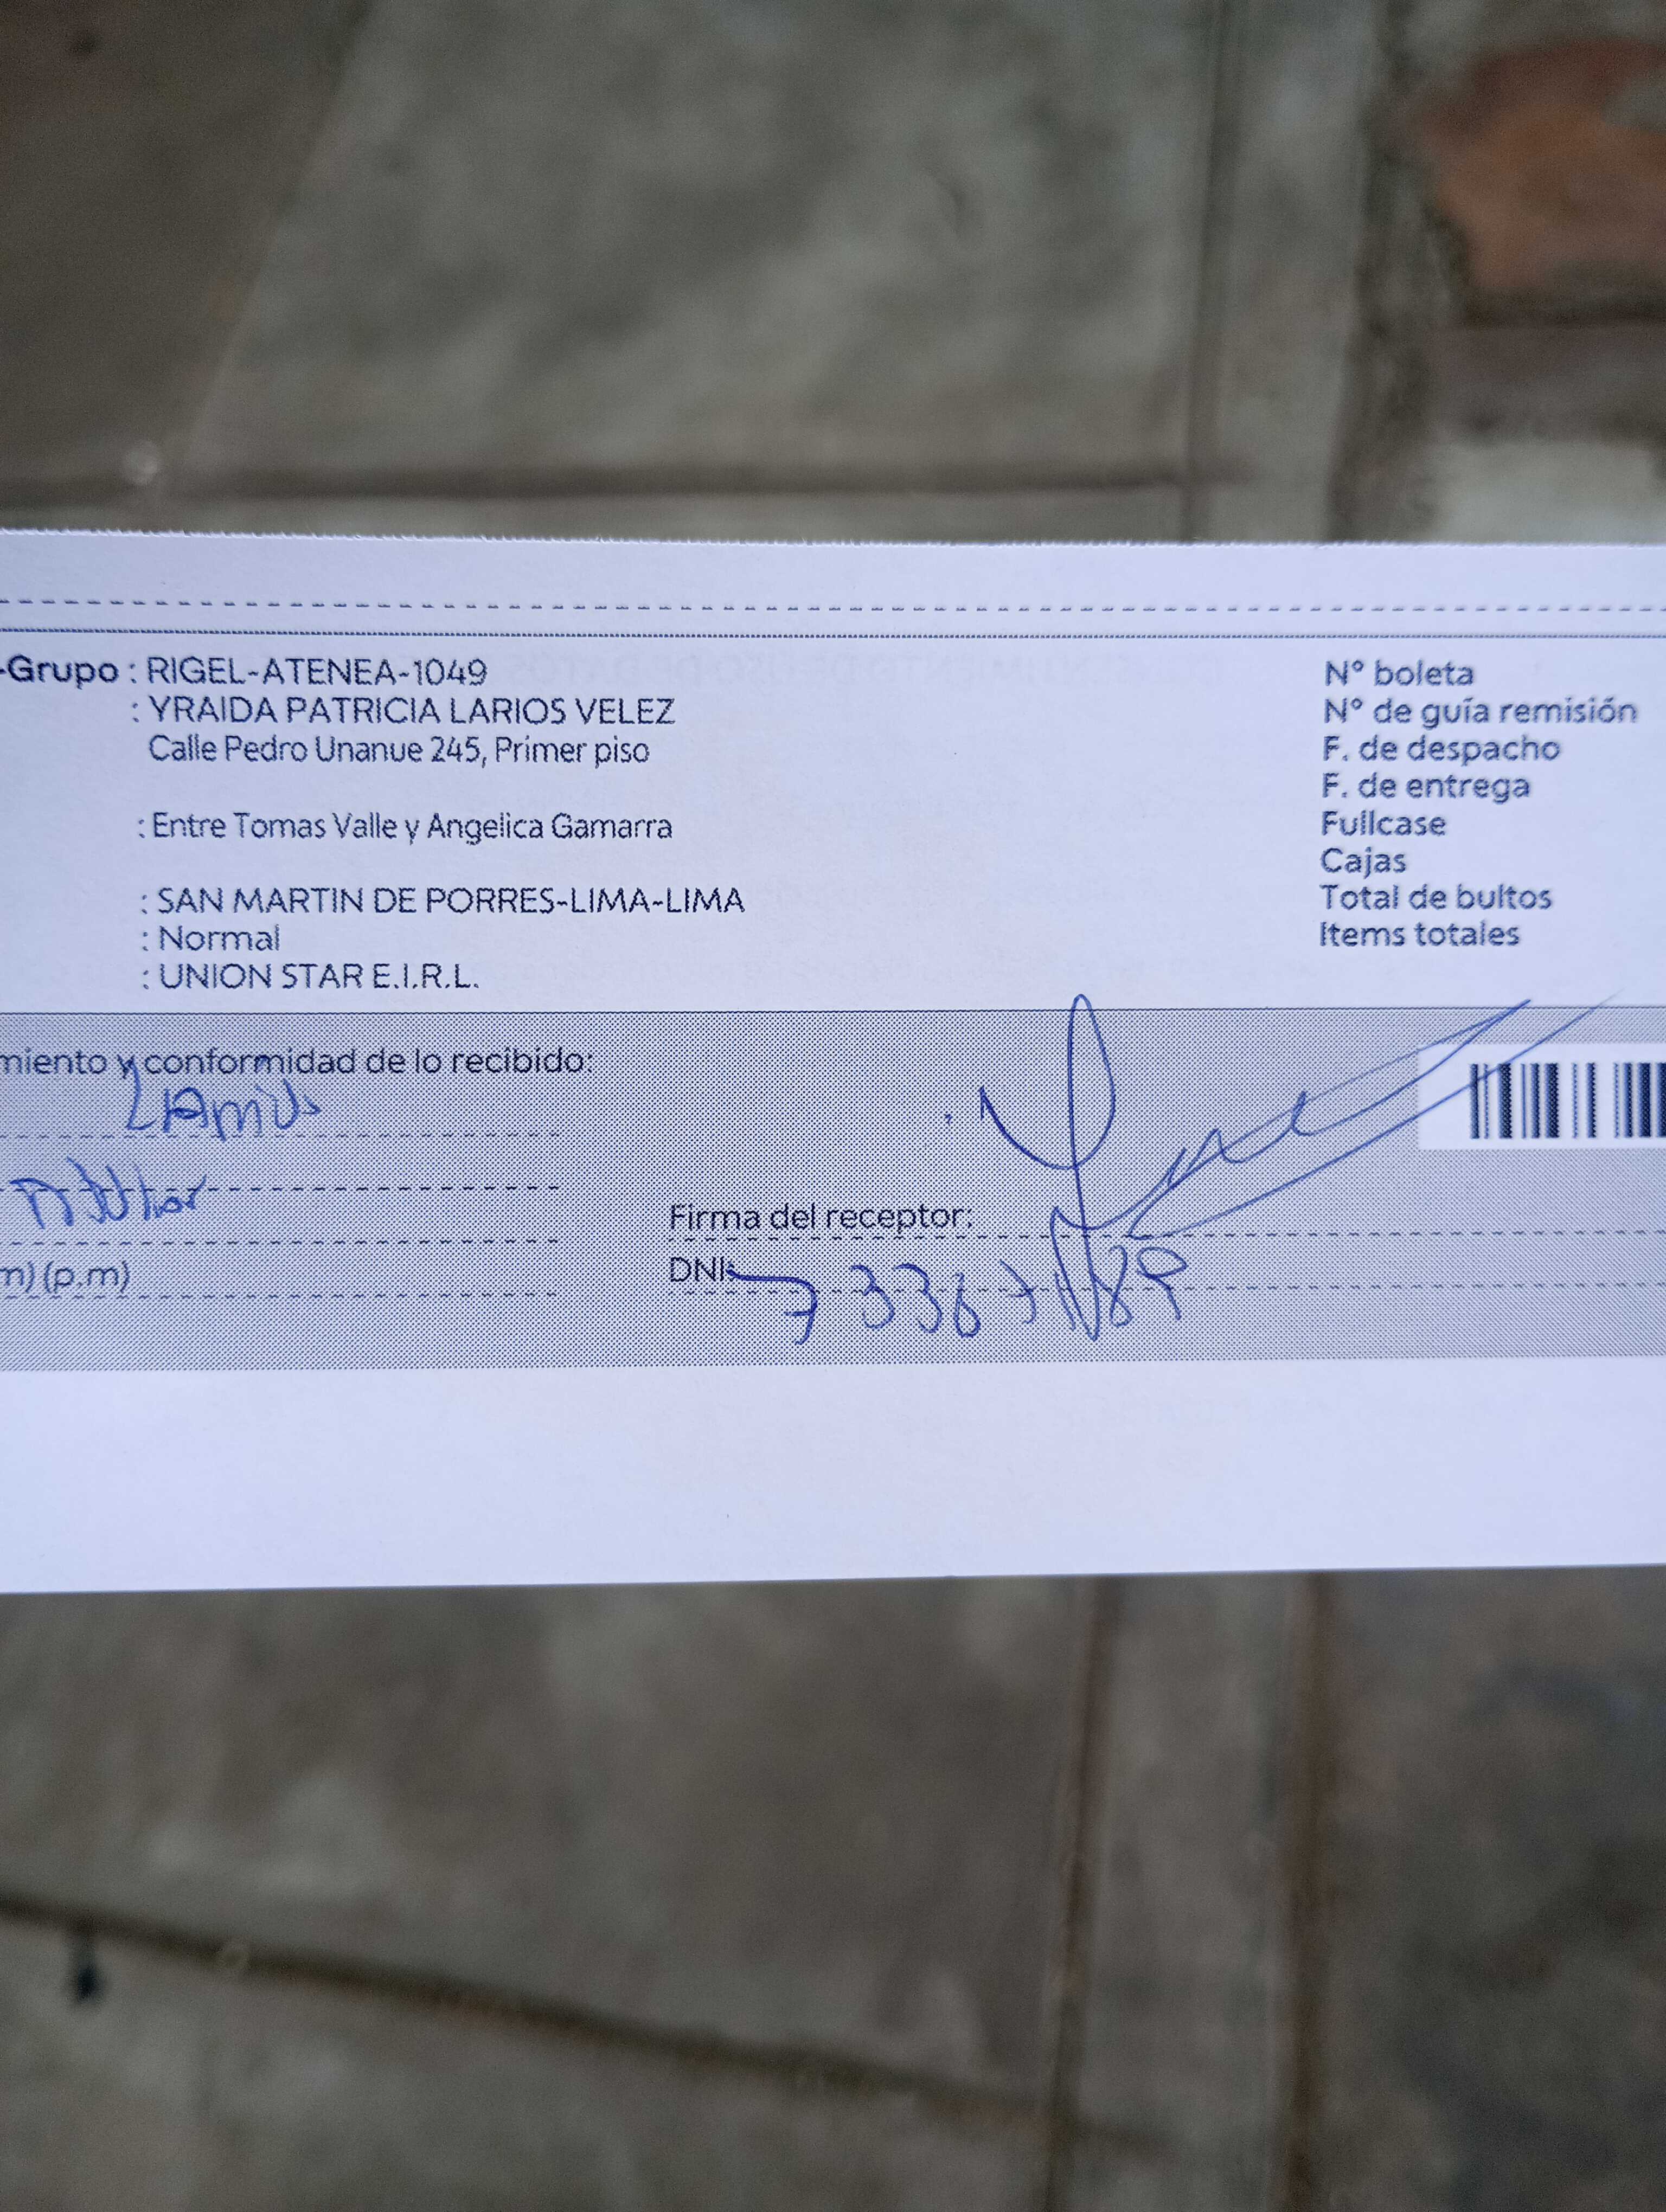 -Grupo : RIGEL-ATENEA-1049
: YRAIDA PATRICIA LARIOS VELEZ
Calle Pedro Unanue 245, Primer piso
: Entre Tomas Valle y Angelica Gamarra
: SAN MARTIN DE PORRES-LIMA-LIMA
: Normal
: UNION STAR E.I.R.L.
N° boleta
N° de guía remisión
F. de despacho
F. de entrega
Fullcase
Cajas
Total de bultos
Items totales
miento y conformidad de lo recibido:
Firma del receptor:
m) (p.m)
DNI: